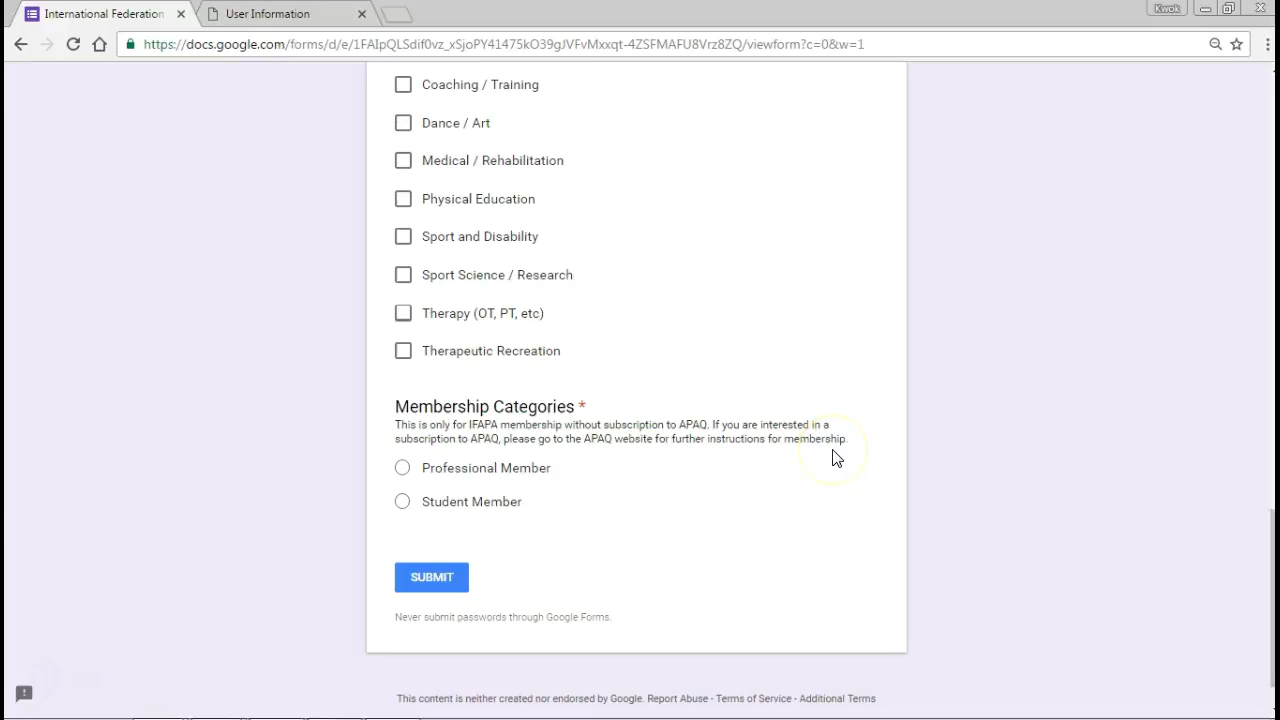 International Federation
User Information
Kwok
https://docs.google.com/forms/d/e/1FAIpQLSdif0vz_xSjoPY41475kO39gJVFvMxxqt-4ZSFMAFU8Vrz8ZQ/viewform?c=0&w=1
Coaching / Training
Dance / Art
Medical / Rehabilitation
Physical Education
Sport and Disability
Sport Science / Research
Therapy (OT, PT, etc)
Therapeutic Recreation
Membership Categories *
This is only for IFAPA membership without subscription to APAQ. If you are interested in a
subscription to APAQ, please go to the APAQ website for further instructions for membership.
Professional Member
Student Member
SUBMIT
Never submit passwords through Google Forms.
This content is neither created nor endorsed by Google. Report Abuse - Terms of Service - Additional Terms